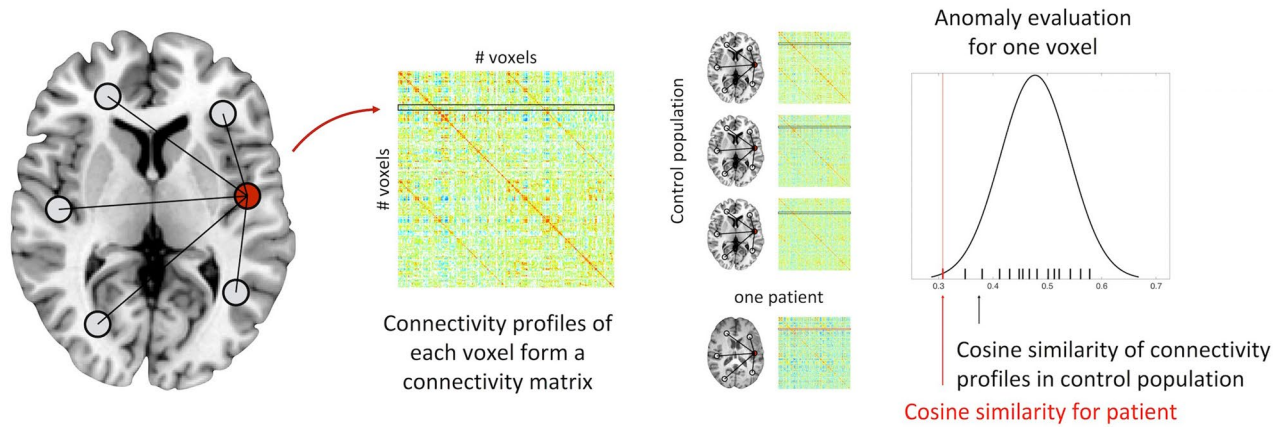 # voxels
# voxels
Connectivity profiles of
each voxel form a
connectivity matrix
Control population
one patient
Anomaly evaluation
for one voxel
0.3 0.4 0.5 0.6 0.7
Cosine similarity of connectivity
profiles in control population
Cosine similarity for patient